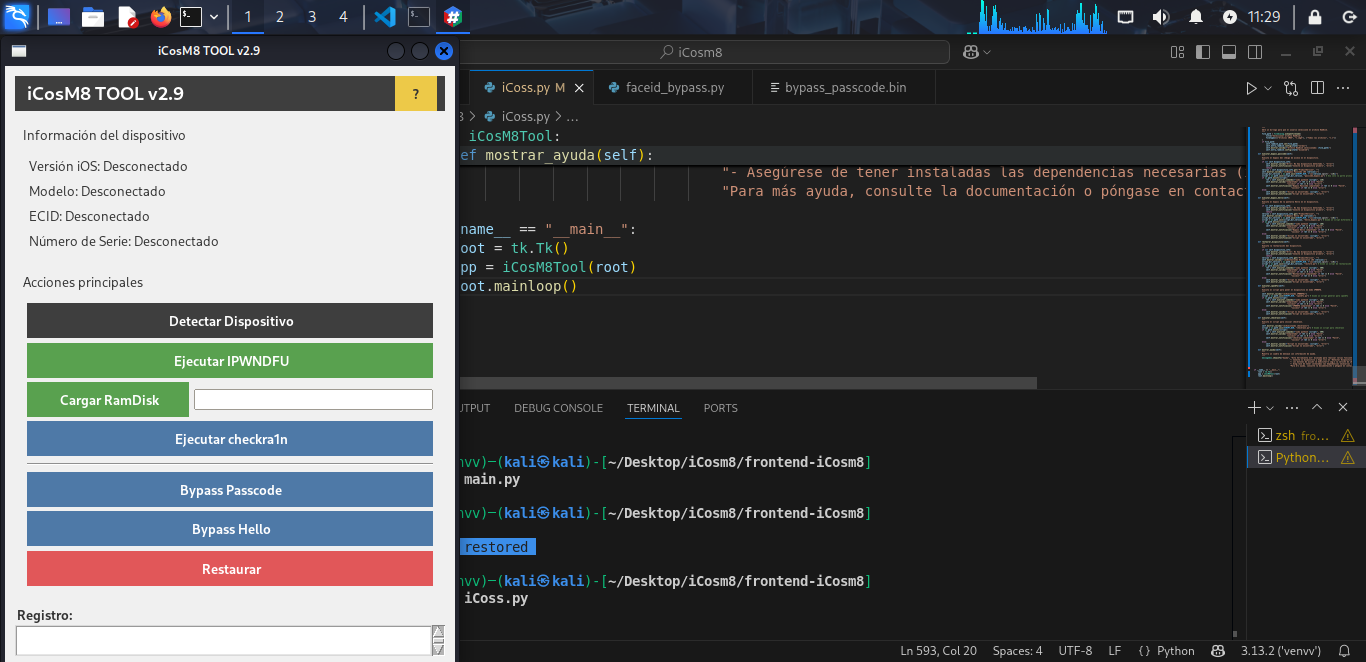 1 2 3 4 11:29
iCosM8 TOOL v2.9
iCosM8 TOOL v2.9 ?
Información del dispositivo
Versión iOS: Desconectado
Modelo: Desconectado
ECID: Desconectado
Número de Serie: Desconectado
Acciones principales
Detectar Dispositivo
Ejecutar IPWNDFU
Cargar RamDisk
Ejecutar checkra1n
Bypass Passcode
Bypass Hello
Restaurar
Registro:
iCosm8
iCoss.py M faceid_bypass.py bypass_passcode.bin
8 > iCoss.py > ...
iCosM8Tool:
ef mostrar_ayuda(self):
"- Asegúrese de tener instaladas las dependencias necesarias (
"Para más ayuda, consulte la documentación o póngase en contac
name__ == "__main__":
oot = tk.Tk()
pp = iCosM8Tool(root)
oot.mainloop()
UTPUT DEBUG CONSOLE TERMINAL PORTS
nvv)-(kali㉿kali)-[~/Desktop/iCosm8/frontend-iCosm8]
main.py
nvv)-(kali㉿kali)-[~/Desktop/iCosm8/frontend-iCosm8]
restored
nvv)-(kali㉿kali)-[~/Desktop/iCosm8/frontend-iCosm8]
iCoss.py
zsh fro...
Python...
Ln 593, Col 20 Spaces: 4 UTF-8 LF {} Python 3.13.2 ('venvv')